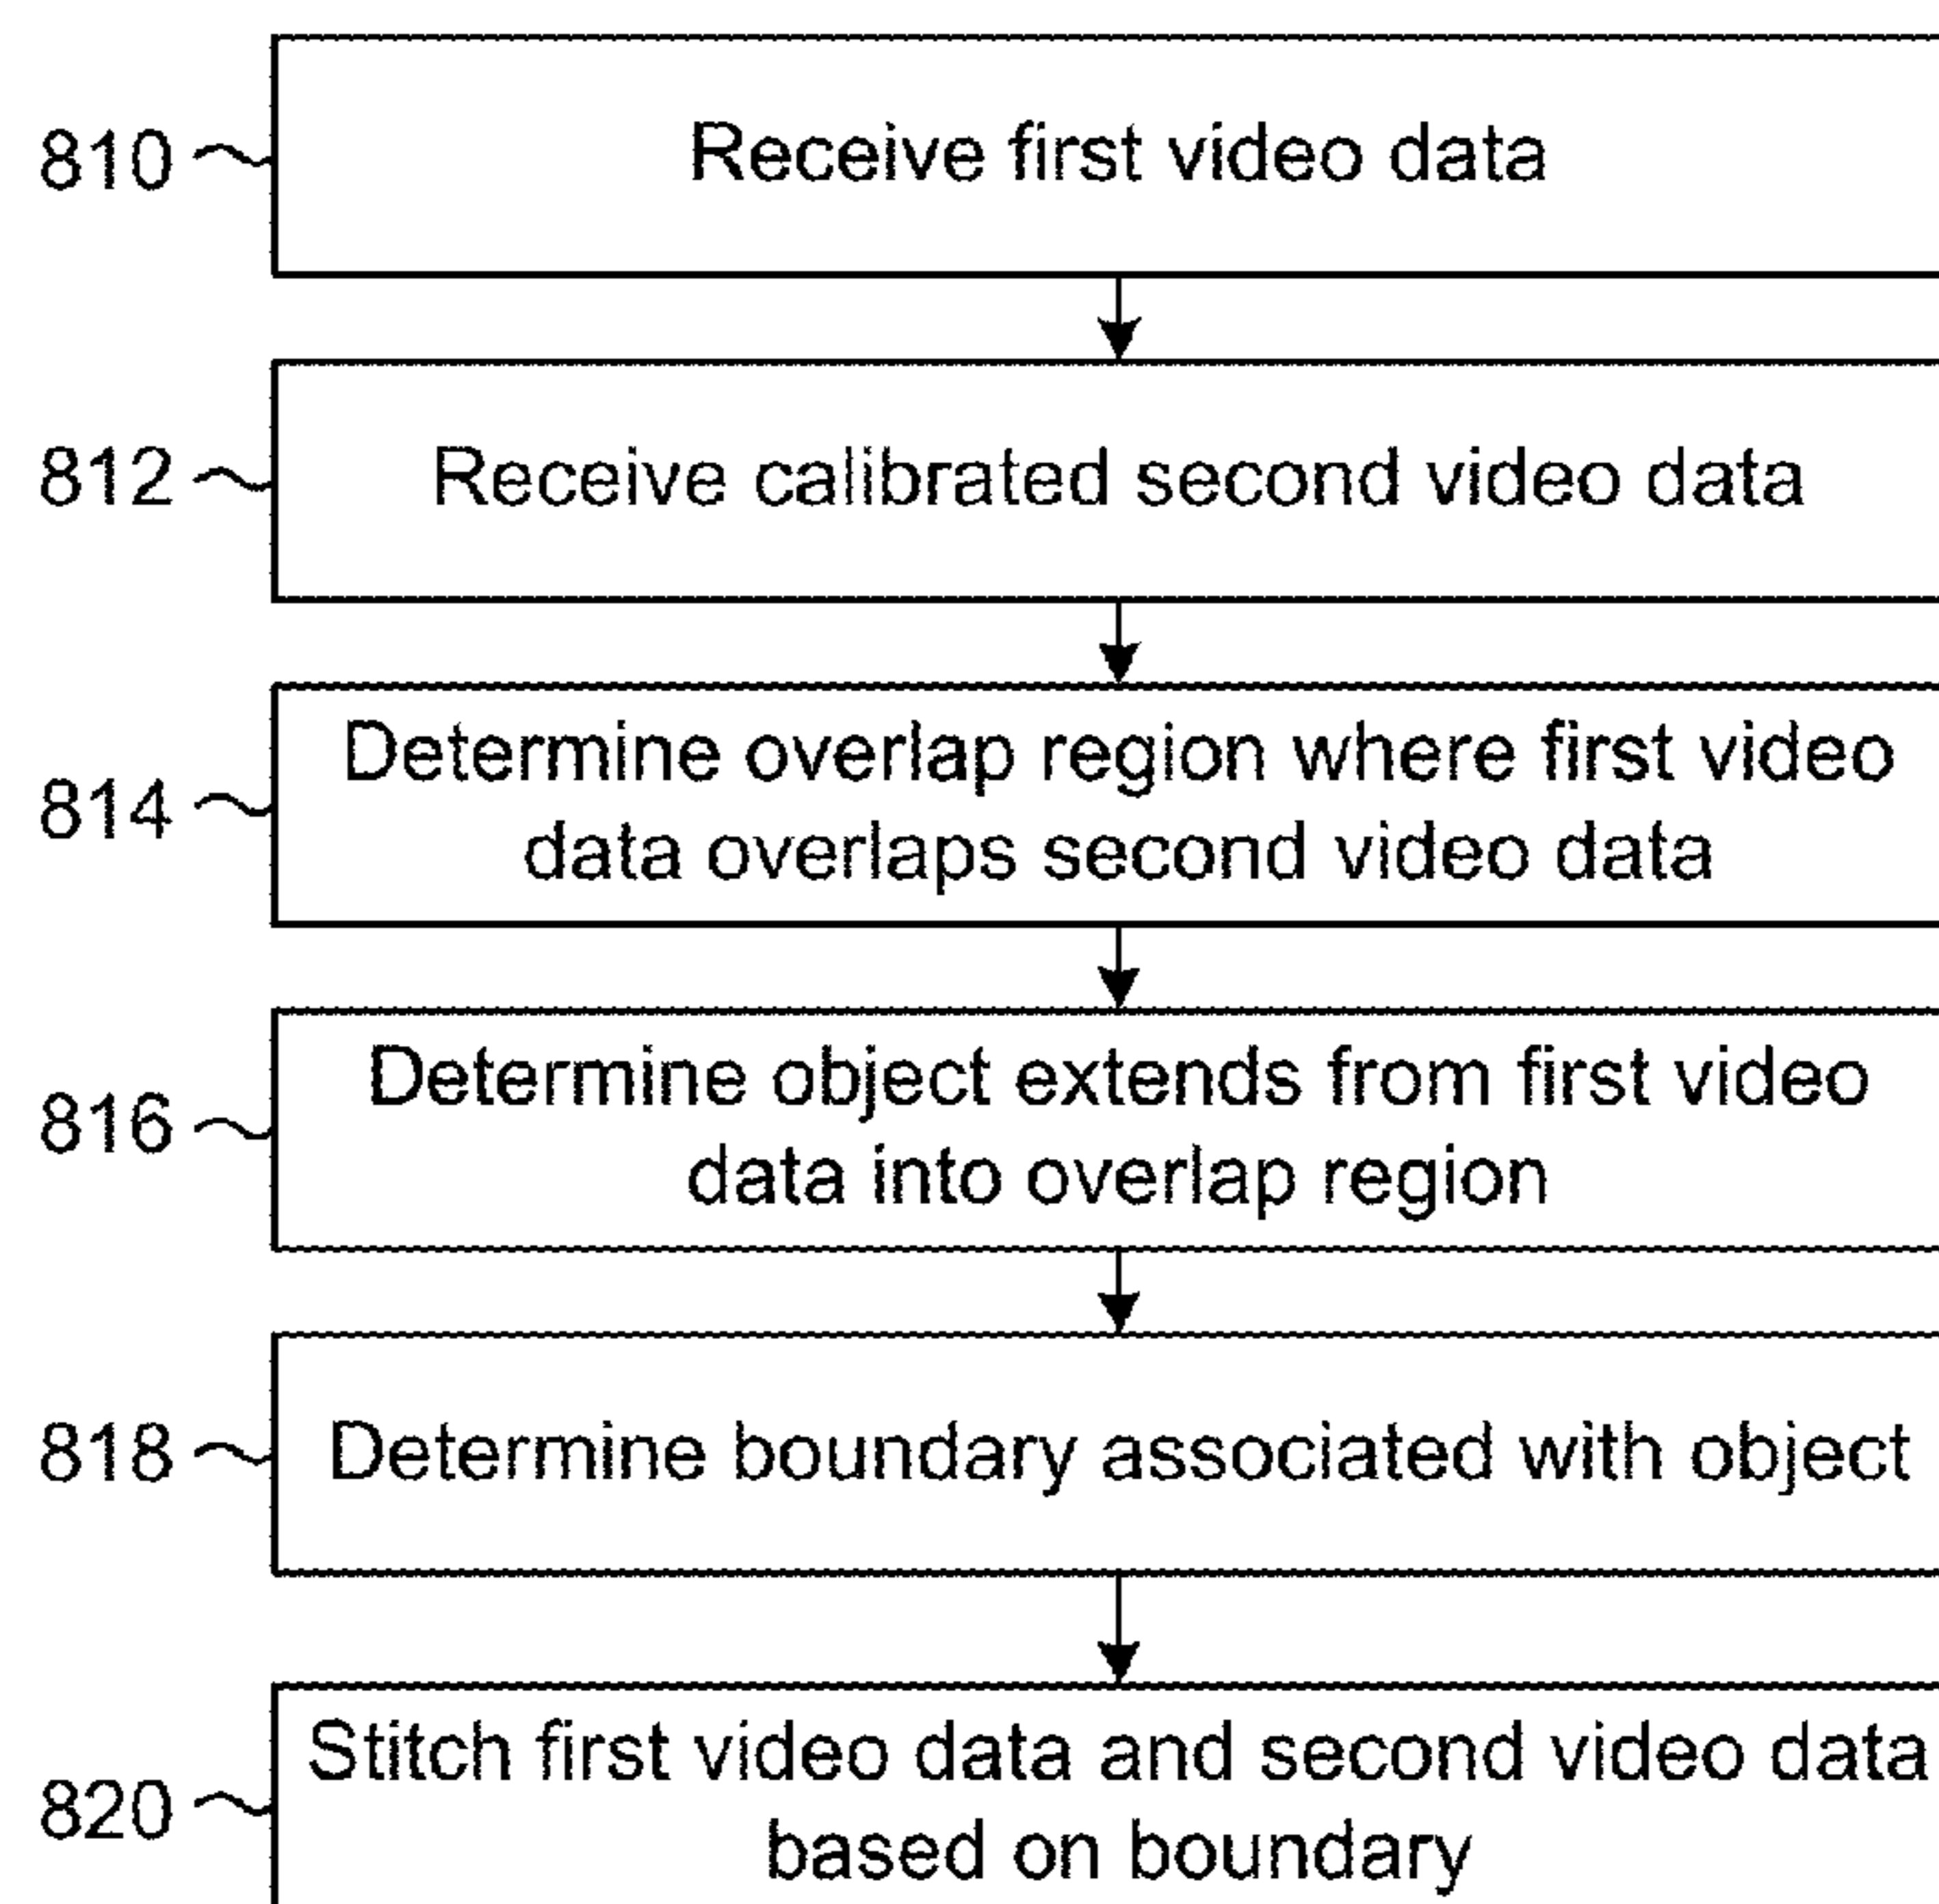 810
Receive first video data
812
Receive calibrated second video data
814
Determine overlap region where first video
data overlaps second video data
816
Determine object extends from first video
data into overlap region
818
Determine boundary associated with object
820
Stitch first video data and second video data
based on boundary